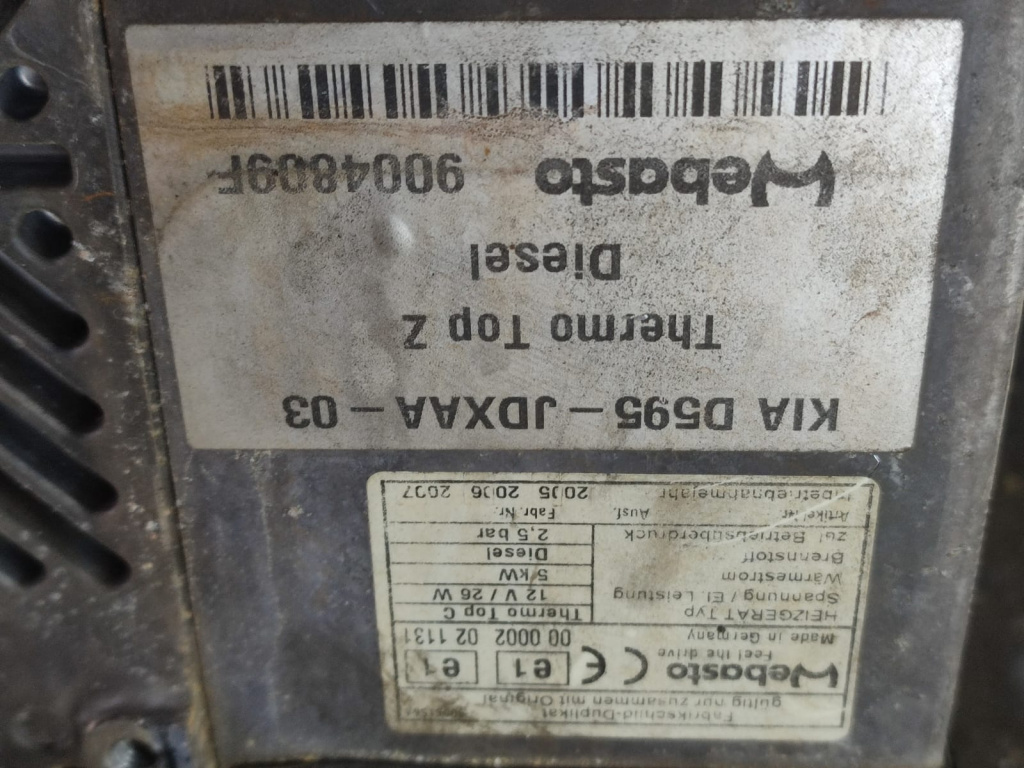 Fabrikschild-Duplikat
gültig nur zusammen mit Original
Webasto
Feel the drive
Made in Germany
CE e1 e1
00 0002 02 1131
HEIZGERÄT Typ Thermo Top C
Spannung / El. Leistung 12 V / 26 W
Wärmestrom 5 kW
Brennstoff Diesel
zul. Betriebsüberdruck 2,5 bar
Artikel Nr. Ausf. Fabr. Nr.
Inbetriebnahmejahr 2005 2006 2007
KIA D595 - JDXAA - 03
Thermo Top Z
Diesel
Webasto 9004809F